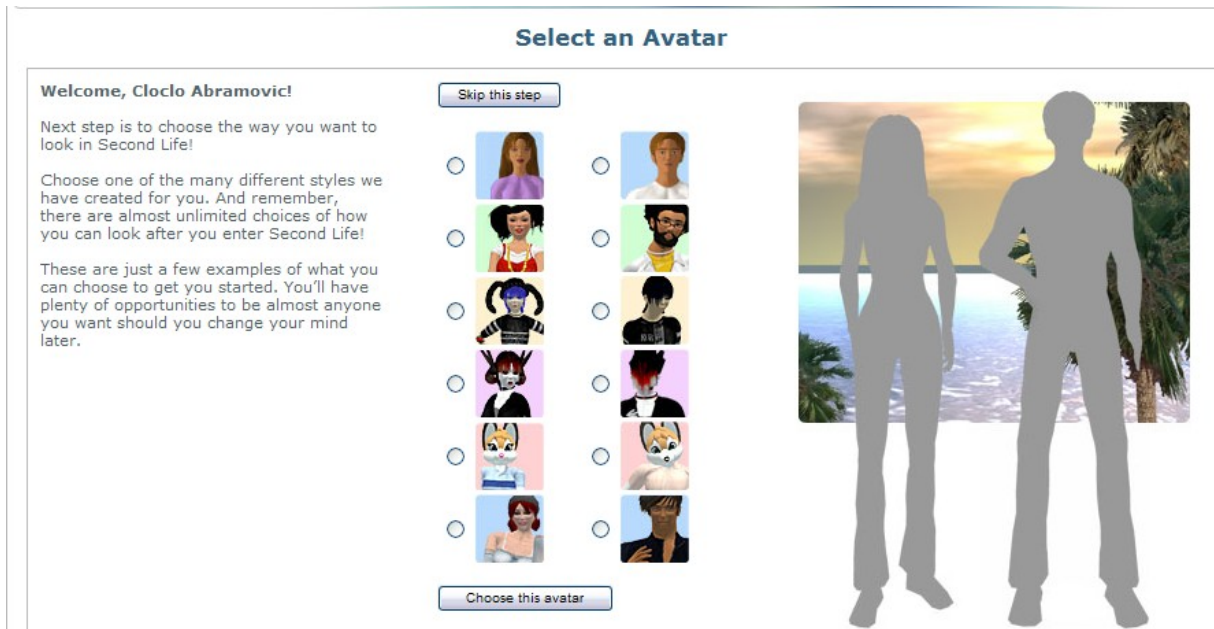 Select an Avatar
Welcome, Cloclo Abramovic!
Skip this step
Next step is to choose the way you want to
look in Second Life!
Choose one of the many different styles we
have created for you. And remember,
there are almost unlimited choices of how
you can look after you enter Second Life!
These are just a few examples of what you
can choose to get you started. You’ll have
plenty of opportunities to be almost anyone
you want should you change your mind
later.
Choose this avatar